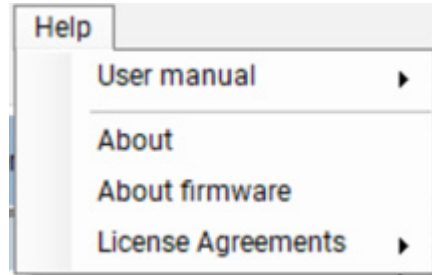 Help
User manual
About
About firmware
License Agreements